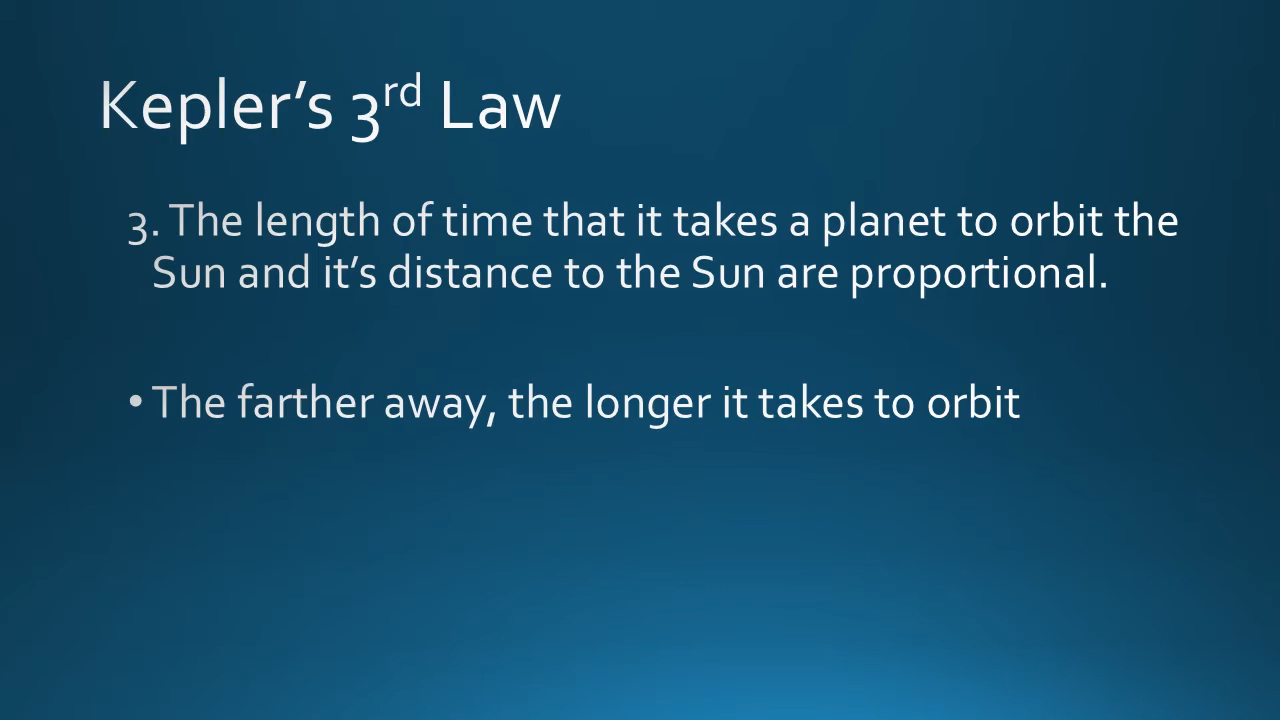 Kepler’s 3rd Law
3. The length of time that it takes a planet to orbit the
Sun and it’s distance to the Sun are proportional.
• The farther away, the longer it takes to orbit